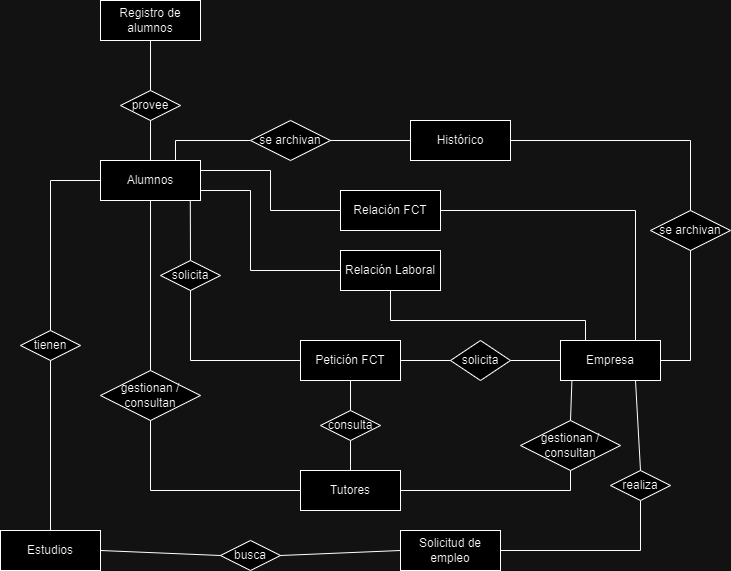 Registro de
alumnos
provee
se archivan
Histórico
Alumnos
Relación FCT
se archivan
Relación Laboral
solicita
tienen
Petición FCT
solicita
Empresa
gestionan /
consultan
consulta
gestionan /
consultan
Tutores
realiza
Estudios
busca
Solicitud de
empleo